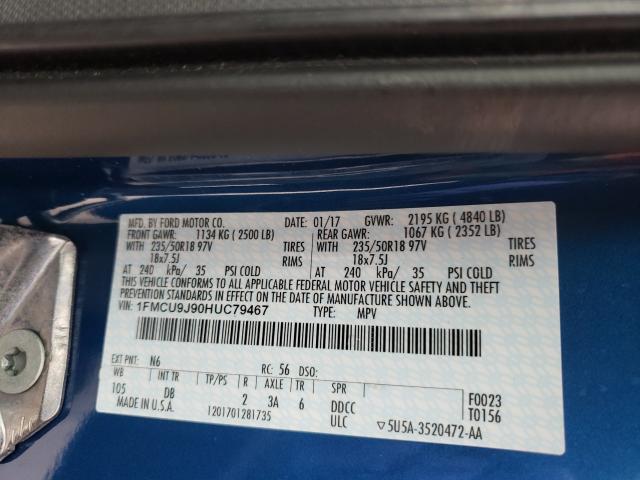 MFD. BY FORD MOTOR CO.
DATE: 01/17 GVWR: 2195 KG ( 4840 LB)
FRONT GAWR: 1134 KG ( 2500 LB) REAR GAWR: 1067 KG ( 2352 LB)
WITH 235/50R18 97V TIRES WITH 235/50R18 97V TIRES
18x7.5J RIMS 18x7.5J RIMS
AT 240 kPa/ 35 PSI COLD AT 240 kPa/ 35 PSI COLD
THIS VEHICLE CONFORMS TO ALL APPLICABLE FEDERAL MOTOR VEHICLE SAFETY AND THEFT
PREVENTION STANDARDS IN EFFECT ON THE DATE OF MANUFACTURE SHOWN ABOVE.
VIN: 1FMCU9J90HUC79467 TYPE: MPV
EXT PNT: N6 RC: 56 DSO:
WB INT TR TP/PS R AXLE TR SPR F0023
105 DB 2 3A 6 DDCC T0156
MADE IN U.S.A. 1201701281735 ULC ▽5U5A-3520472-AA